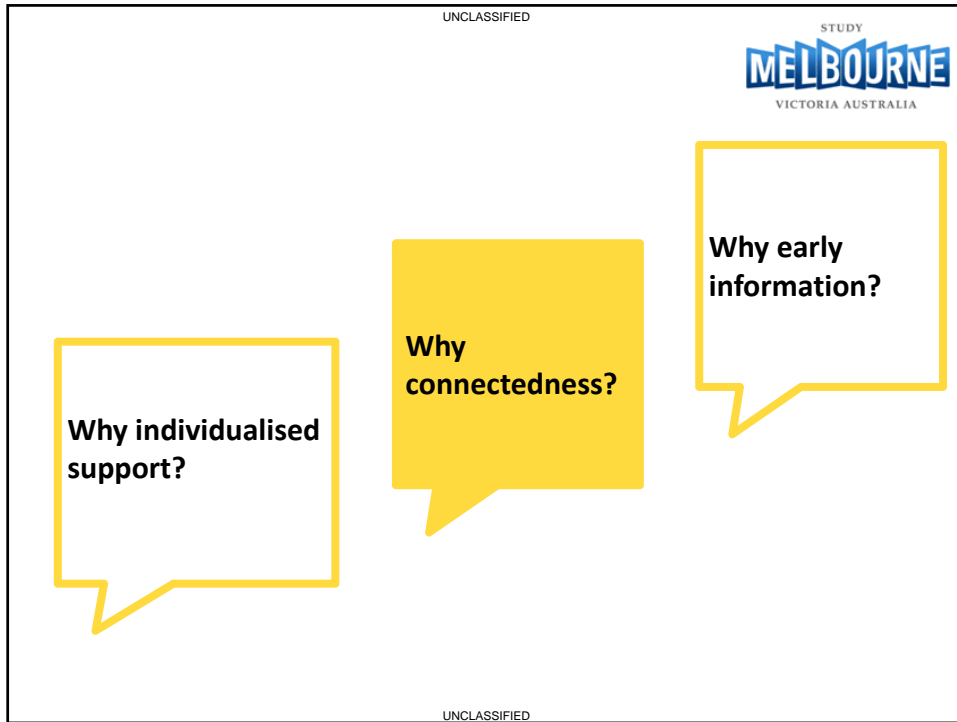 UNCLASSIFIED
STUDY
MELBOURNE
VICTORIA AUSTRALIA
Why early
information?
Why
connectedness?
Why individualised
support?
UNCLASSIFIED